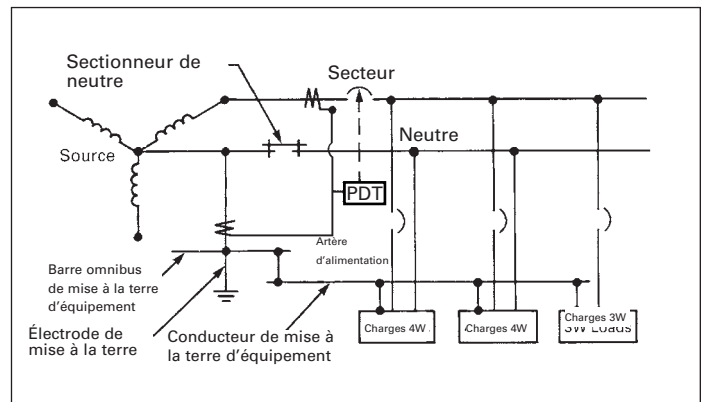 Sectionneur de
neutre
Secteur
Source
Neutre
PDT
Artère
d'alimentation
Barre omnibus
de mise à la terre
d'équipement
Électrode de
mise à la terre
Conducteur de mise à
la terre d'équipement
Charges 4W
Charges 4W
Charges 3W
3W Loads